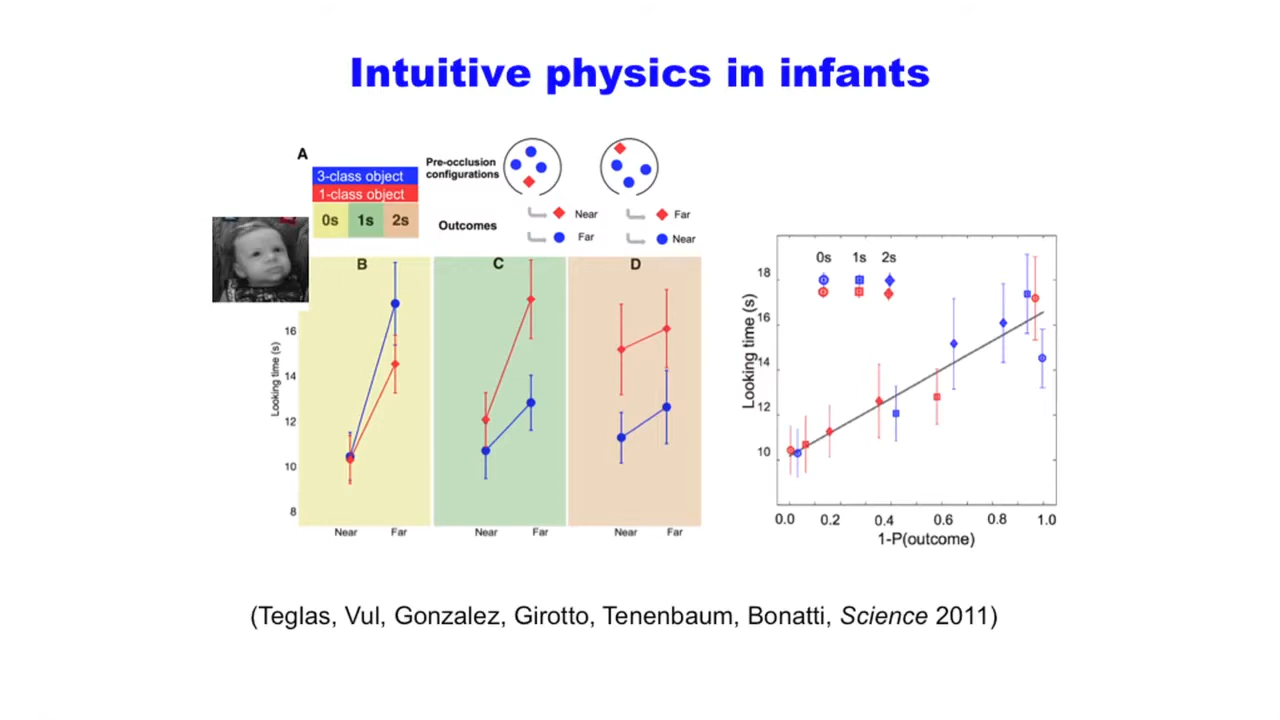 Intuitive physics in infants
A
3-class object
1-class object
0s 1s 2s
Pre-occlusion
configurations
Outcomes
Near
Far
Far
Near
B
C
D
Looking time (s)
16
14
12
10
8
Near Far
Near Far
Near Far
0s 1s 2s
Looking time (s)
18
16
14
12
10
0.0 0.2 0.4 0.6 0.8 1.0
1-P(outcome)
(Teglas, Vul, Gonzalez, Girotto, Tenenbaum, Bonatti, Science 2011)